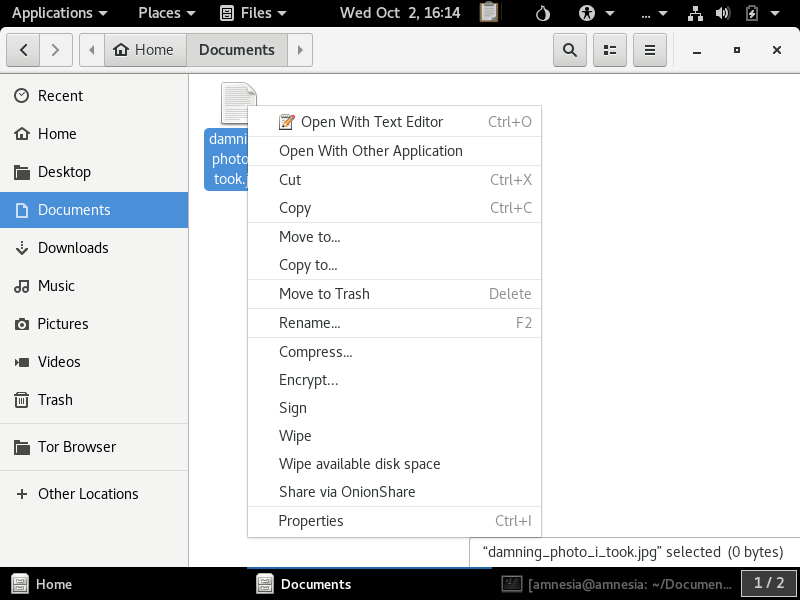 Applications Places Files Wed Oct 2, 16:14 ...
Home Documents
Recent
Home
Desktop
Documents
Downloads
Music
Pictures
Videos
Trash
Tor Browser
Other Locations
damni
photo
took.j
Open With Text Editor Ctrl+O
Open With Other Application
Cut Ctrl+X
Copy Ctrl+C
Move to...
Copy to...
Move to Trash Delete
Rename... F2
Compress...
Encrypt...
Sign
Wipe
Wipe available disk space
Share via OnionShare
Properties Ctrl+I
“damning_photo_i_took.jpg” selected (0 bytes)
Home Documents [amnesia@amnesia: ~/Documen... 1 / 2